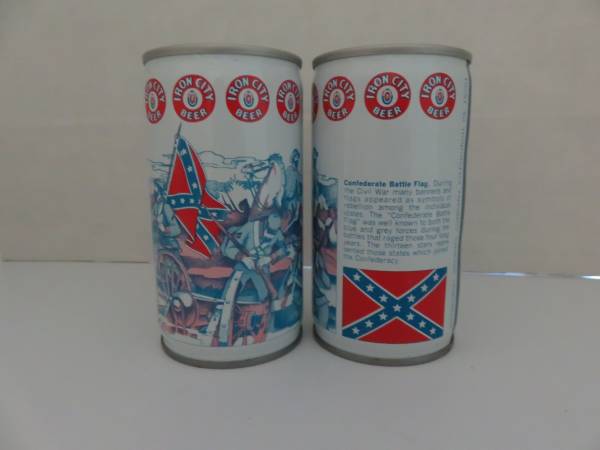 IRON CITY BEER
IRON CITY BEER
IRON CITY BEER
IRON CITY BEER
IRON CITY BEER
IRON CITY BEER
Confederate Battle Flag. During
the Civil War many banners and
flags appeared as symbols of
rebellion among the individual
states. The "Confederate Battle
Flag" was well known to both the
blue and grey forces during the
battles that raged those four long
years. The thirteen stars repre-
sented those states which joined
the Confederacy.